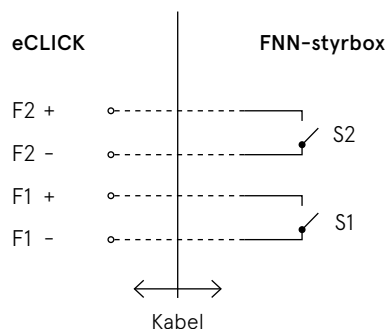 eCLICK FNN-styrbox
F2 +
F2 - S2
F1 +
F1 - S1
Kabel